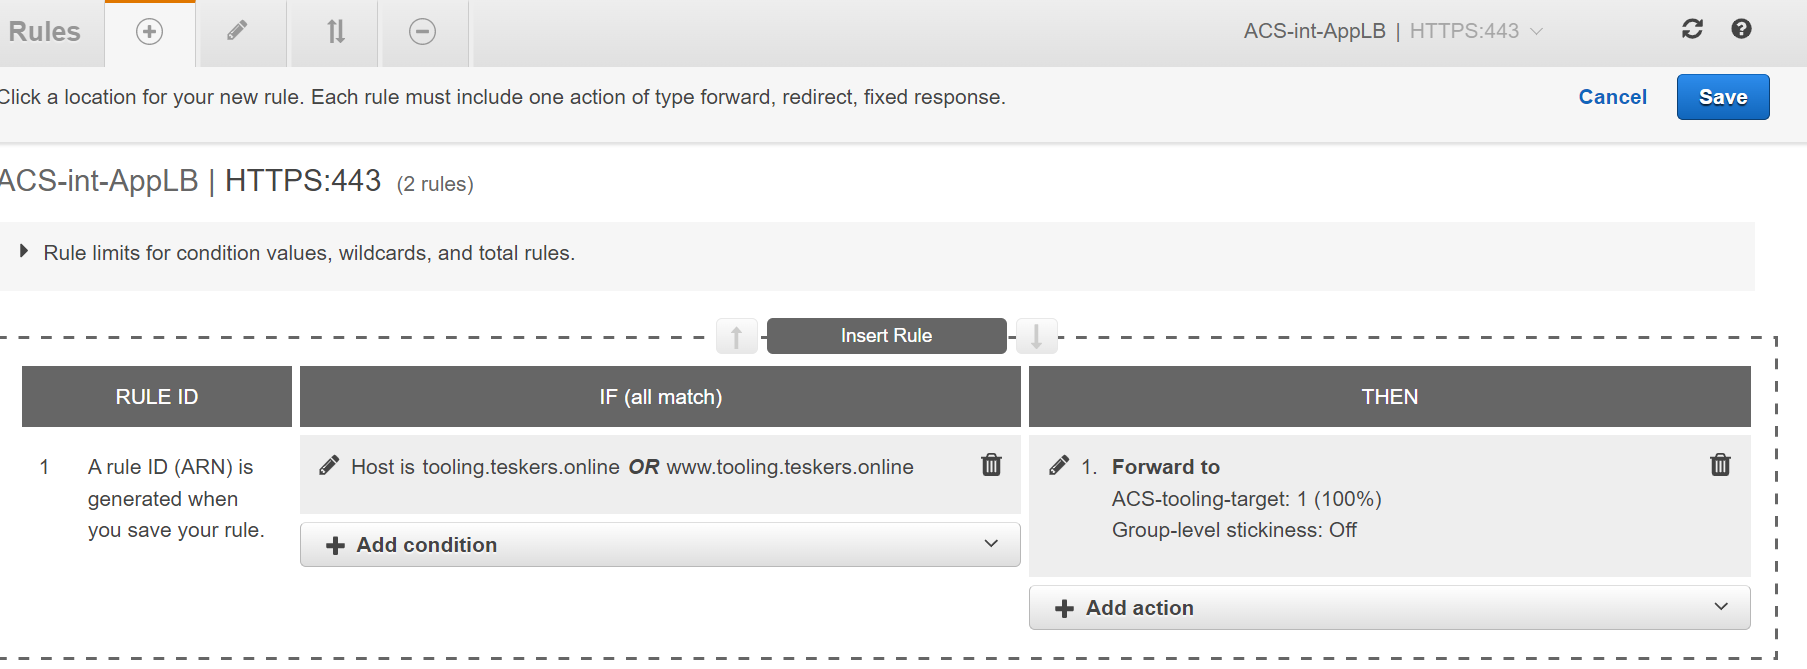 Rules
ACS-int-AppLB | HTTPS:443
Click a location for your new rule. Each rule must include one action of type forward, redirect, fixed response.
Cancel
Save
ACS-int-AppLB | HTTPS:443 (2 rules)
Rule limits for condition values, wildcards, and total rules.
Insert Rule
RULE ID
IF (all match)
THEN
1
A rule ID (ARN) is
generated when
you save your rule.
Host is tooling.teskers.online OR www.tooling.teskers.online
Add condition
1. Forward to
ACS-tooling-target: 1 (100%)
Group-level stickiness: Off
Add action